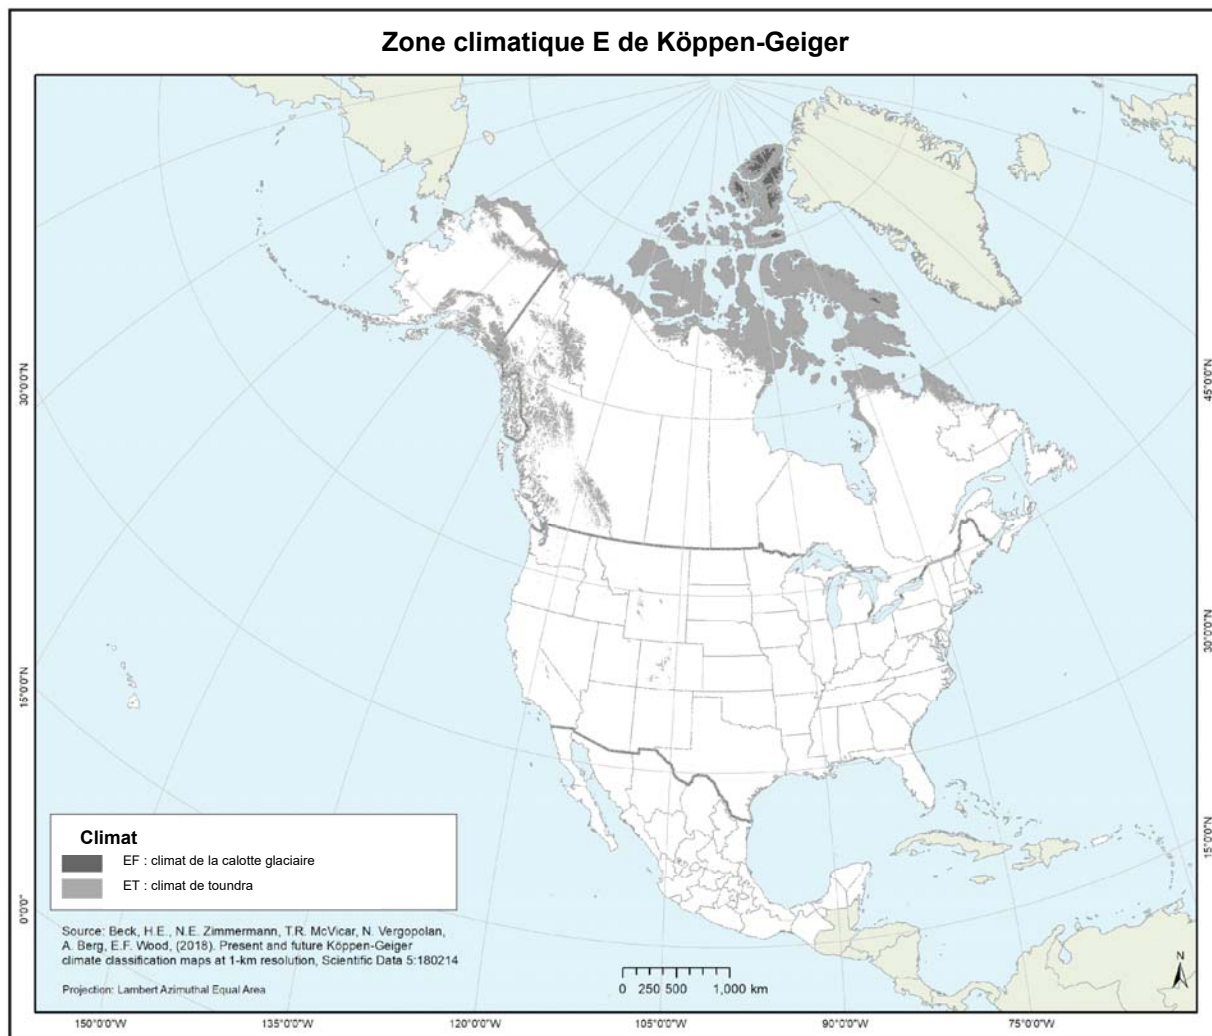 Zone climatique E de Köppen-Geiger
30°0'0"N
15°0'0"N
0°0'0"
45°0'0"N
30°0'0"N
15°0'0"N
Climat
EF : climat de la calotte glaciaire
ET : climat de toundra
Source: Beck, H.E., N.E. Zimmermann, T.R. McVicar, N. Vergopolan,
A. Berg, E.F. Wood, (2018). Present and future Köppen-Geiger
climate classification maps at 1-km resolution, Scientific Data 5:180214
Projection: Lambert Azimuthal Equal Area
0 250 500 1,000 km
N
150°0'0"W 135°0'0"W 120°0'0"W 105°0'0"W 90°0'0"W 75°0'0"W